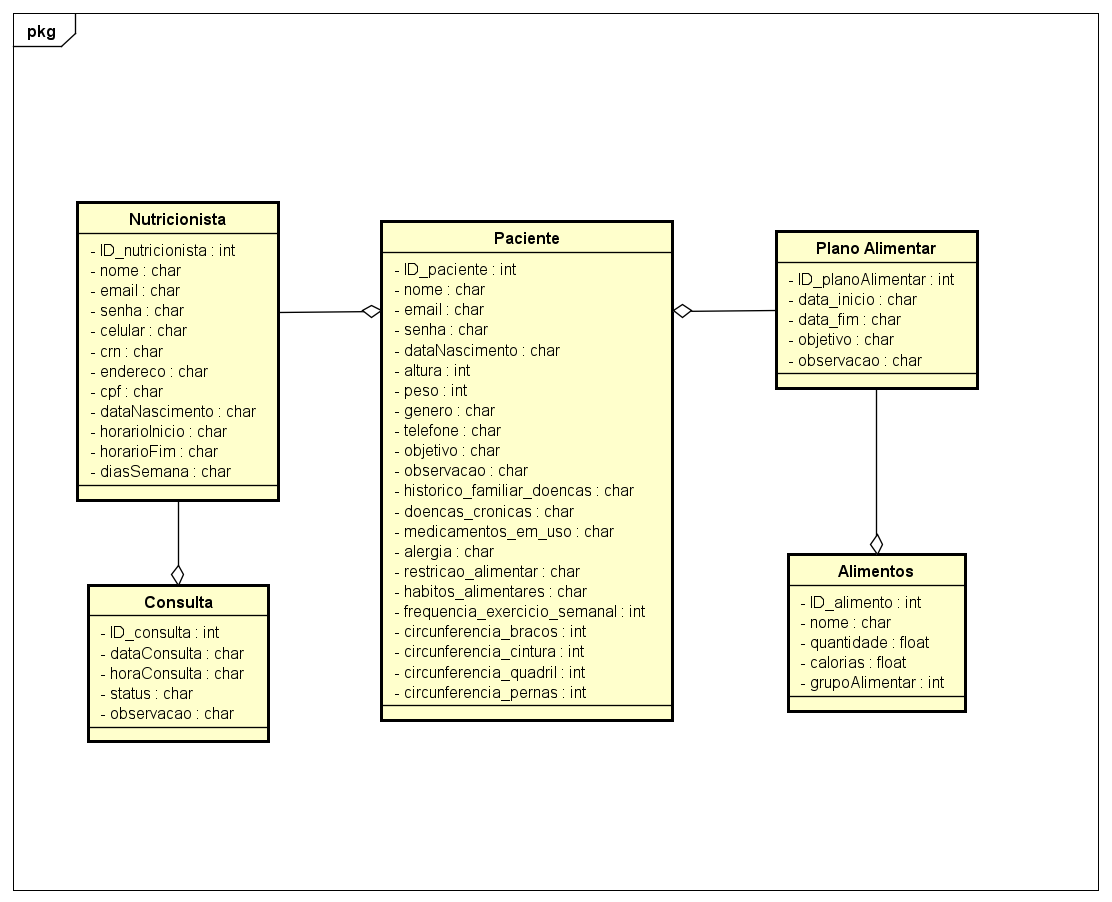 pkg
Nutricionista
- ID_nutricionista : int
- nome : char
- email : char
- senha : char
- celular : char
- crn : char
- endereco : char
- cpf : char
- dataNascimento : char
- horarioInicio : char
- horarioFim : char
- diasSemana : char
Consulta
- ID_consulta : int
- dataConsulta : char
- horaConsulta : char
- status : char
- observacao : char
Paciente
- ID_paciente : int
- nome : char
- email : char
- senha : char
- dataNascimento : char
- altura : int
- peso : int
- genero : char
- telefone : char
- objetivo : char
- observacao : char
- historico_familiar_doencas : char
- doencas_cronicas : char
- medicamentos_em_uso : char
- alergia : char
- restricao_alimentar : char
- habitos_alimentares : char
- frequencia_exercicio_semanal : int
- circunferencia_bracos : int
- circunferencia_cintura : int
- circunferencia_quadril : int
- circunferencia_pernas : int
Plano Alimentar
- ID_planoAlimentar : int
- data_inicio : char
- data_fim : char
- objetivo : char
- observacao : char
Alimentos
- ID_alimento : int
- nome : char
- quantidade : float
- calorias : float
- grupoAlimentar : int